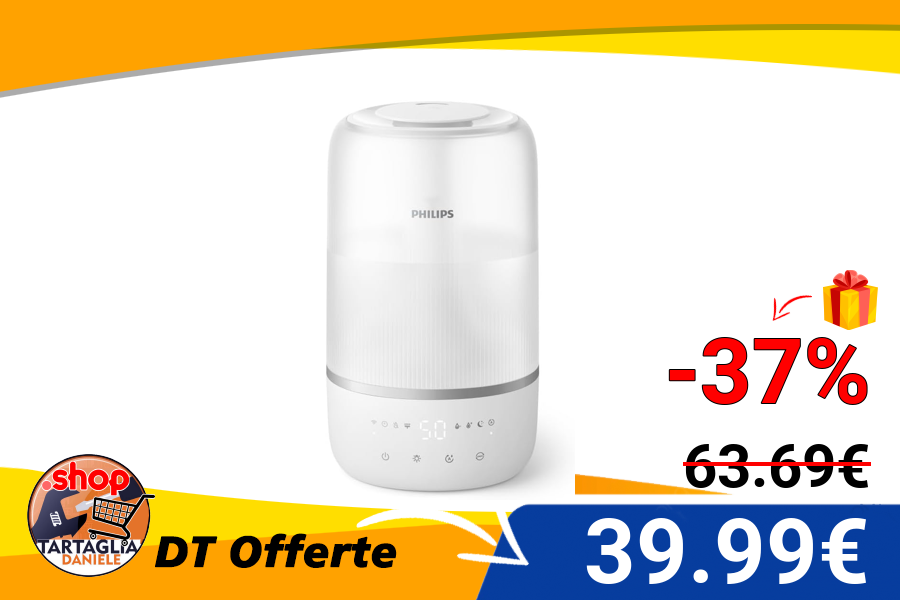 PHILIPS
50
-37%
63.69€
39.99€
.shop
TARTAGLIA
DANIELE
DT Offerte